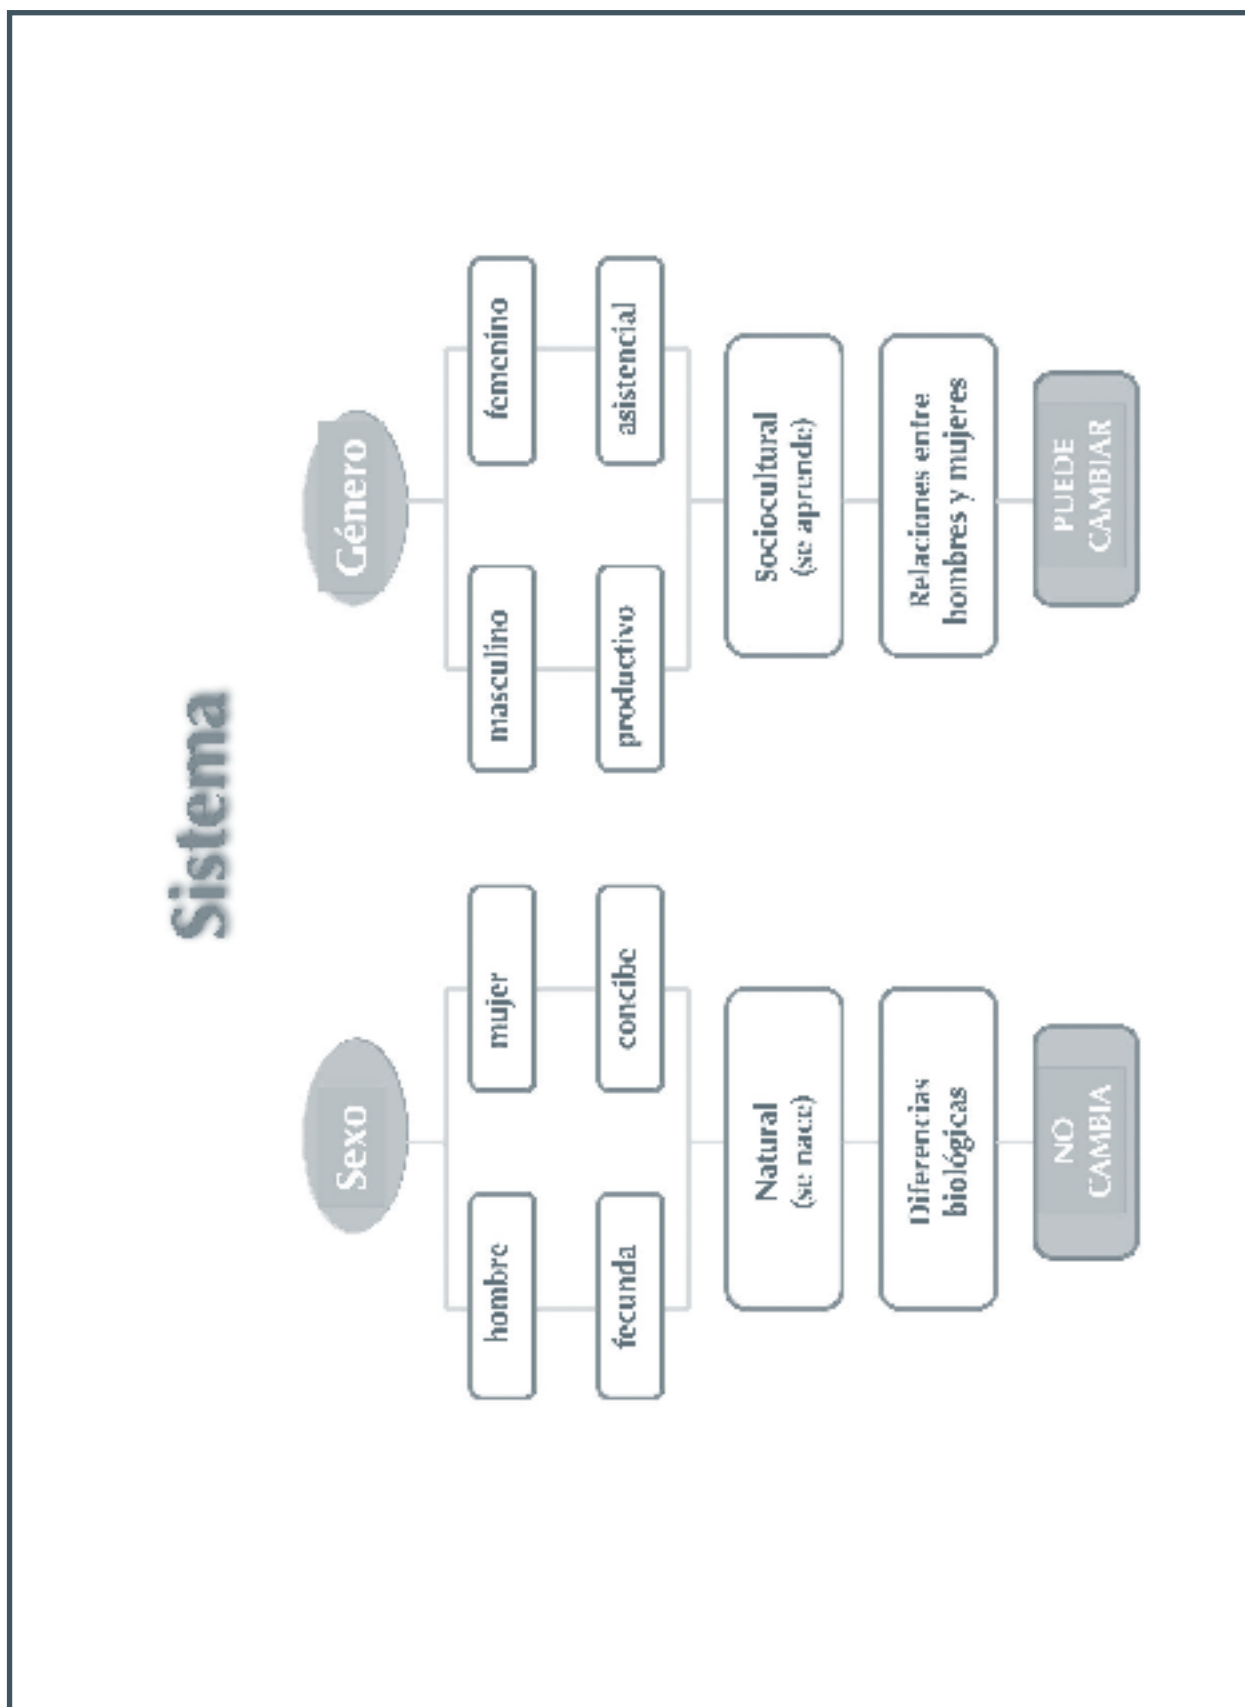 Sistema
Sexo
Género
hombre
mujer
masculino
femenino
fecunda
concibe
productivo
asistencial
Natural
(se nace)
Sociocultural
(se aprende)
Diferencias
biológicas
Relaciones entre
hombres y mujeres
NO
CAMBIA
PUEDE
CAMBIAR